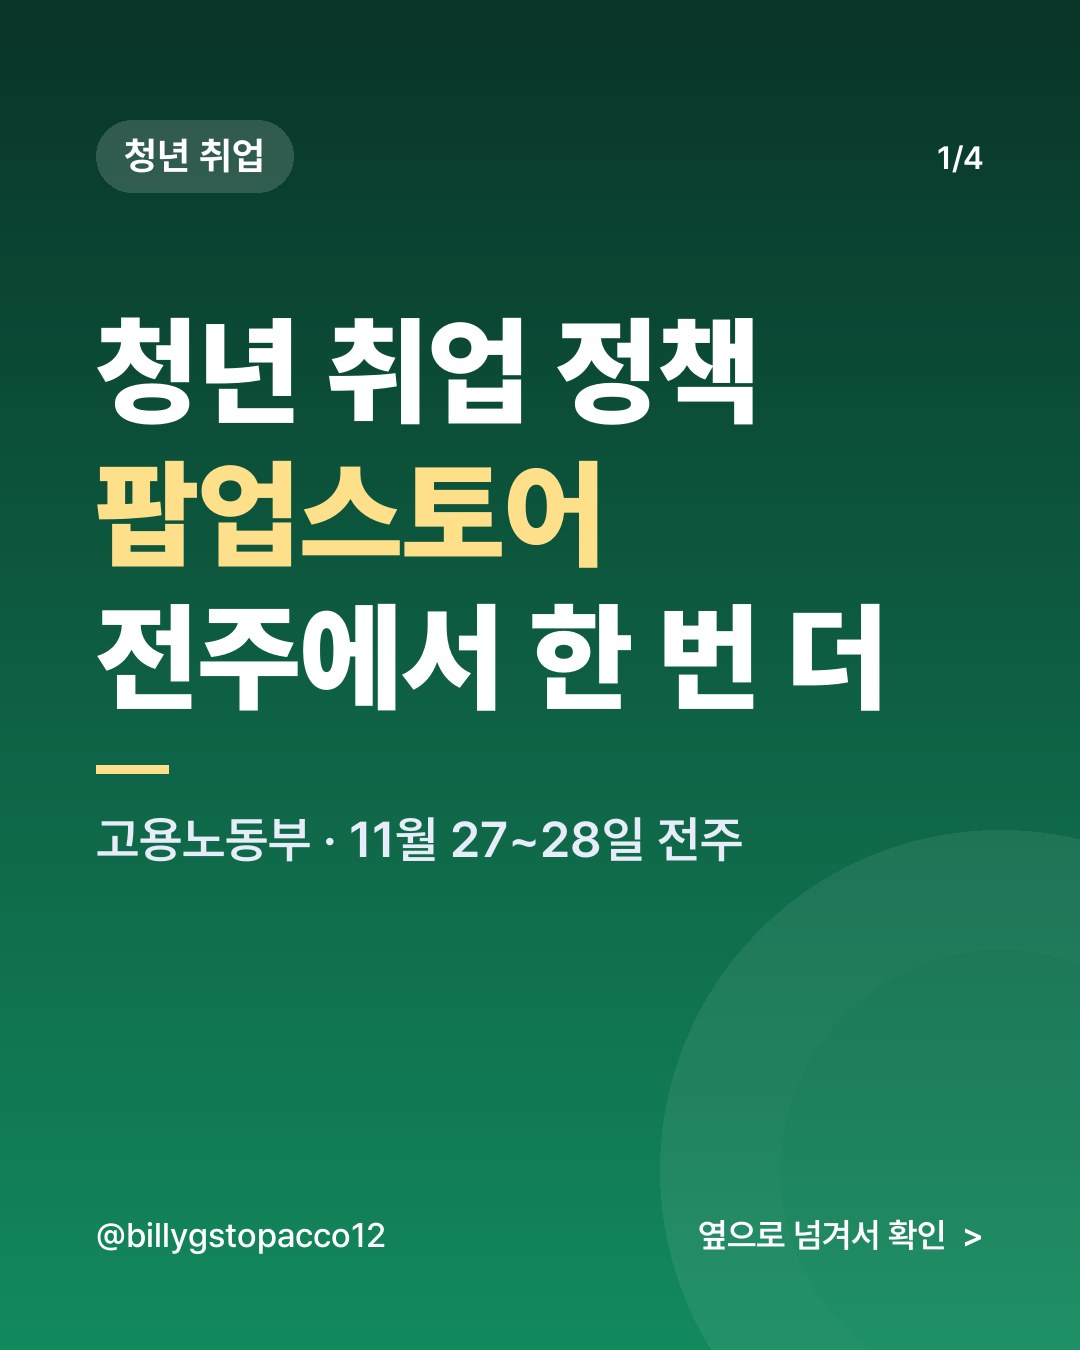 청년 취업
1/4
청년 취업 정책
팝업스토어
전주에서 한 번 더
고용노동부 · 11월 27~28일 전주
@billygstopacco12
옆으로 넘겨서 확인 >